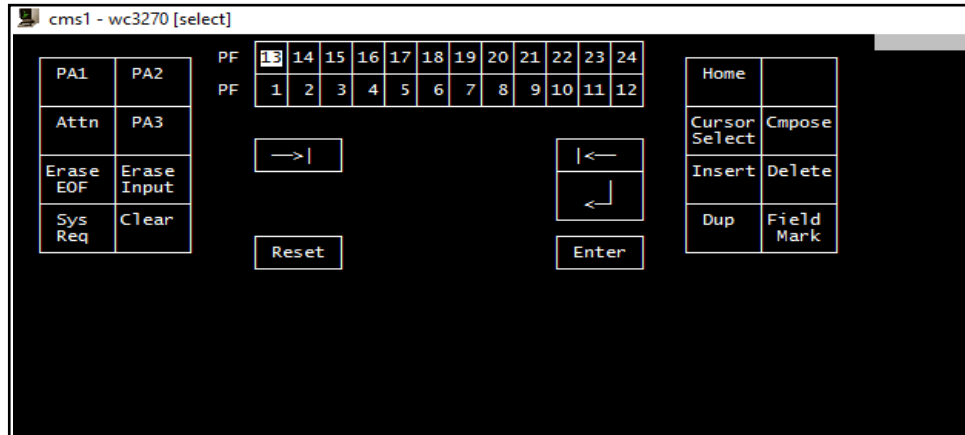 cms1 - wc3270 [select]
PF 13 14 15 16 17 18 19 20 21 22 23 24
PA1 PA2 Home
PF 1 2 3 4 5 6 7 8 9 10 11 12
Attn PA3 Cursor Cmpose
Select
-->| |<--
Erase Erase Insert Delete
EOF Input
Sys Clear Dup Field
Req Mark
Reset Enter